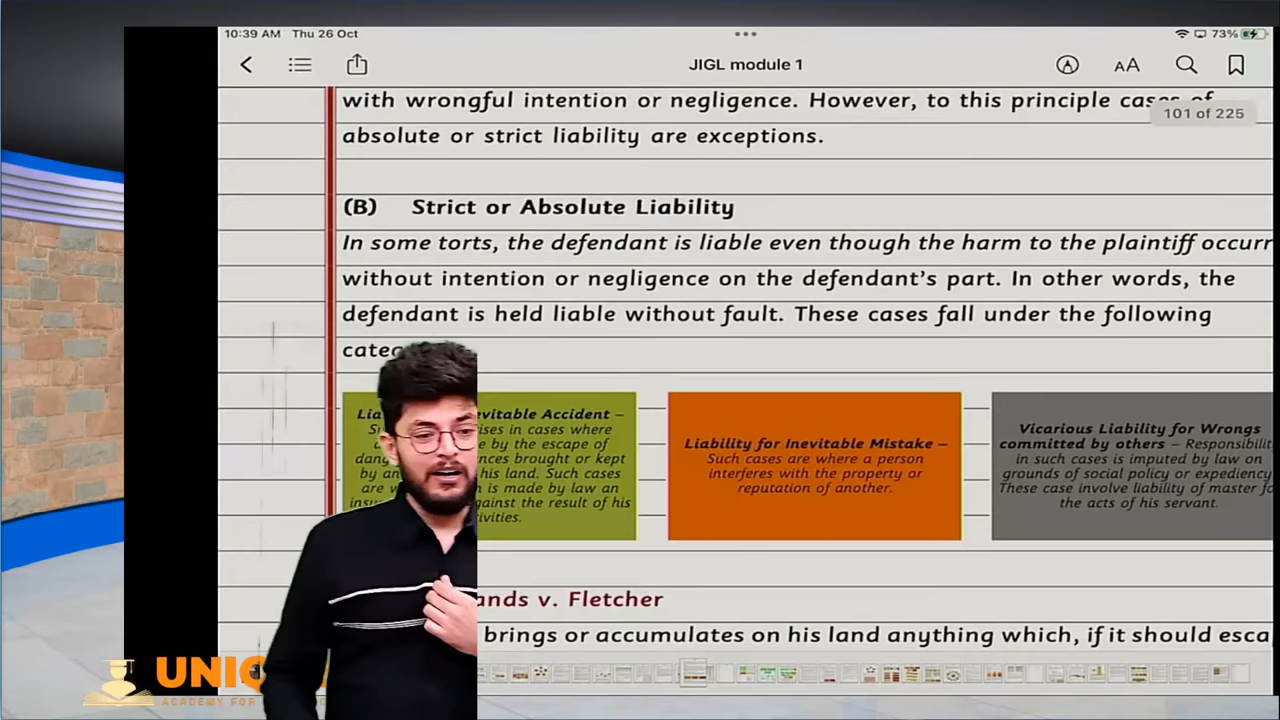 10:39 AM Thu 26 Oct
73%
JIGL module 1
AA
with wrongful intention or negligence. However, to this principle cases of
101 of 225
absolute or strict liability are exceptions.
(B) Strict or Absolute Liability
In some torts, the defendant is liable even though the harm to the plaintiff occurr
without intention or negligence on the defendant's part. In other words, the
defendant is held liable without fault. These cases fall under the following
evitable Accident –
ises in cases where
e by the escape of
nces brought or kept
by an his land. Such cases
are is made by law an
gainst the result of his
Liability for Inevitable Mistake –
Such cases are where a person
interferes with the property or
reputation of another.
Vicarious Liability for Wrongs
committed by others – Responsibilit
in such cases is imputed by law on
grounds of social policy or expediency
These case involve liability of master fo
the acts of his servant.
ands v. Fletcher
brings or accumulates on his land anything which, if it should esca
UNIQ
ACADEMY FOR